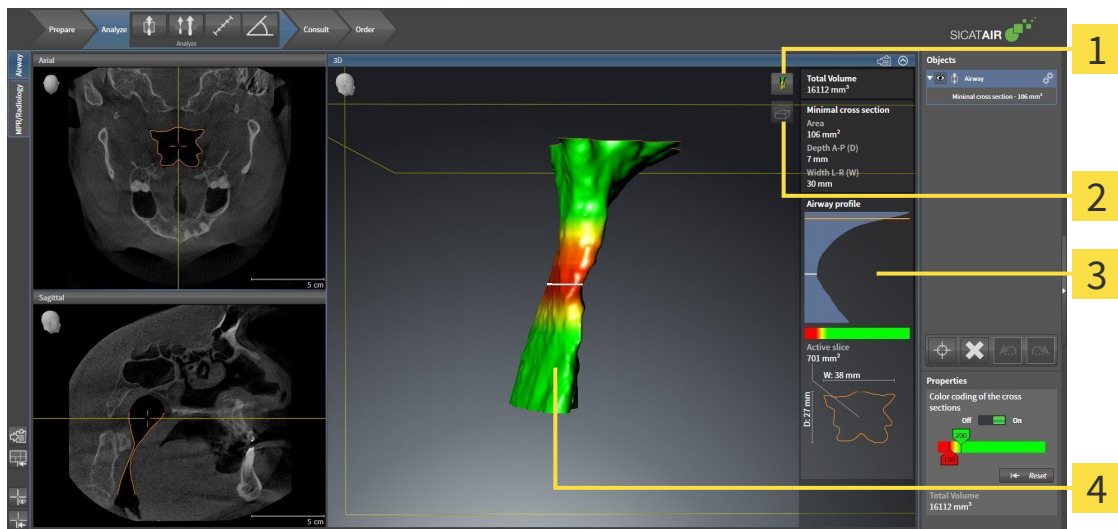 Prepare
Analyze
Analyze
Consult
Order
SICATAIR
Airway
MPR/Radiology
Axial
5 cm
Sagittal
5 cm
3D
Total Volume
16112 mm³
Minimal cross section
Area
106 mm²
Depth A-P (D)
7 mm
Width L-R (W)
30 mm
Airway profile
Active slice
701 mm²
W: 38 mm
D: 27 mm
Objects
Airway
Minimal cross section - 106 mm²
Properties
Color coding of the cross
sections
Off
On
200
100
Reset
Total Volume
16112 mm³
1
2
3
4